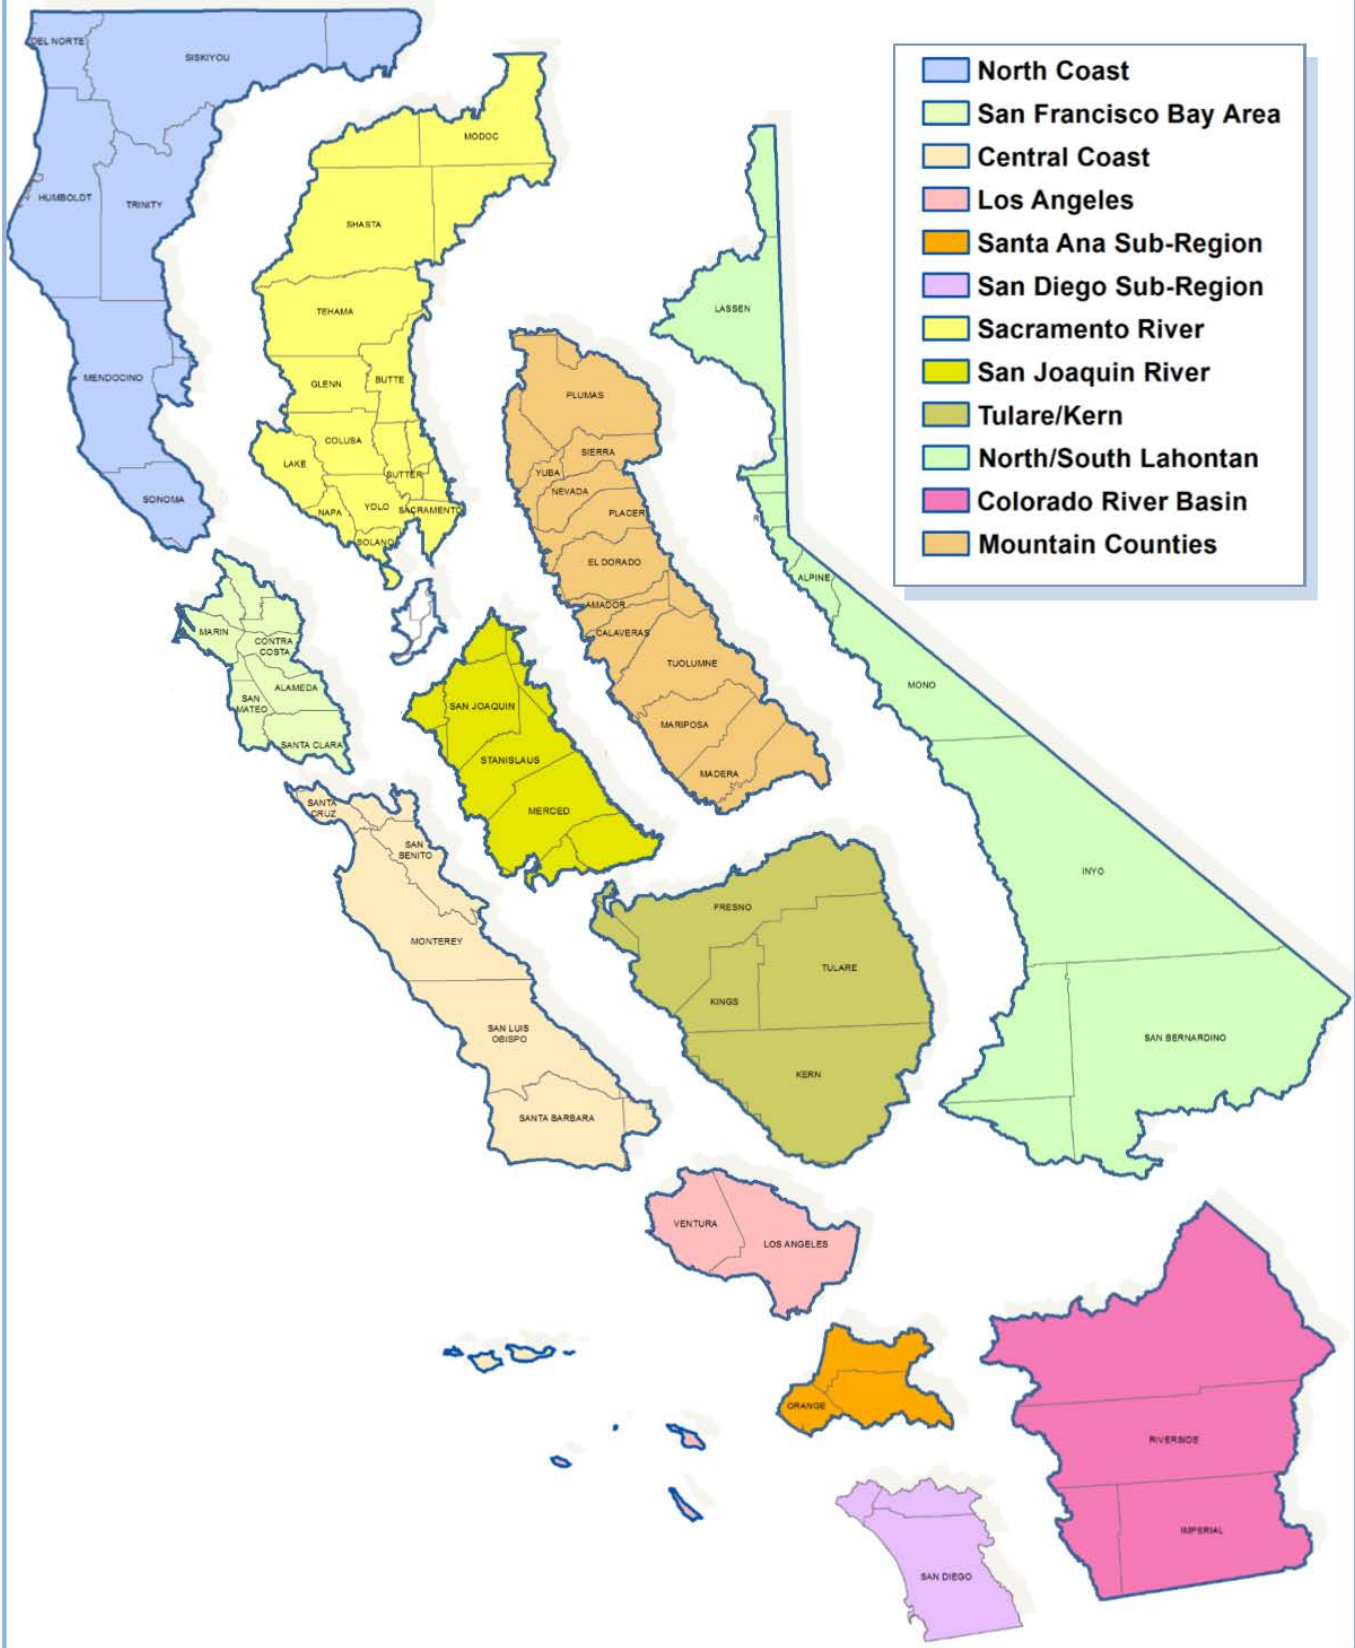 North Coast
San Francisco Bay Area
Central Coast
Los Angeles
Santa Ana Sub-Region
San Diego Sub-Region
Sacramento River
San Joaquin River
Tulare/Kern
North/South Lahontan
Colorado River Basin
Mountain Counties
DEL NORTE
SISKIYOU
HUMBOLDT
TRINITY
MENDOCINO
SONOMA
MODOC
SHASTA
TEHAMA
GLENN
BUTTE
COLUSA
LAKE
SUTTER
NAPA
YOLO
SACRAMENTO
SOLANO
MARIN
CONTRA
COSTA
ALAMEDA
SAN
MATEO
SANTA CLARA
SANTA
CRUZ
SAN
BENITO
MONTEREY
SAN LUIS
OBISPO
SANTA BARBARA
SAN JOAQUIN
STANISLAUS
MERCED
PLUMAS
SIERRA
YUBA
NEVADA
PLACER
EL DORADO
AMADOR
CALAVERAS
TUOLUMNE
MARIPOSA
MADERA
FRESNO
TULARE
KINGS
KERN
LASSEN
R
ALPINE
MONO
INYO
SAN BERNARDINO
VENTURA
LOS ANGELES
ORANGE
SAN DIEGO
RIVERSIDE
IMPERIAL